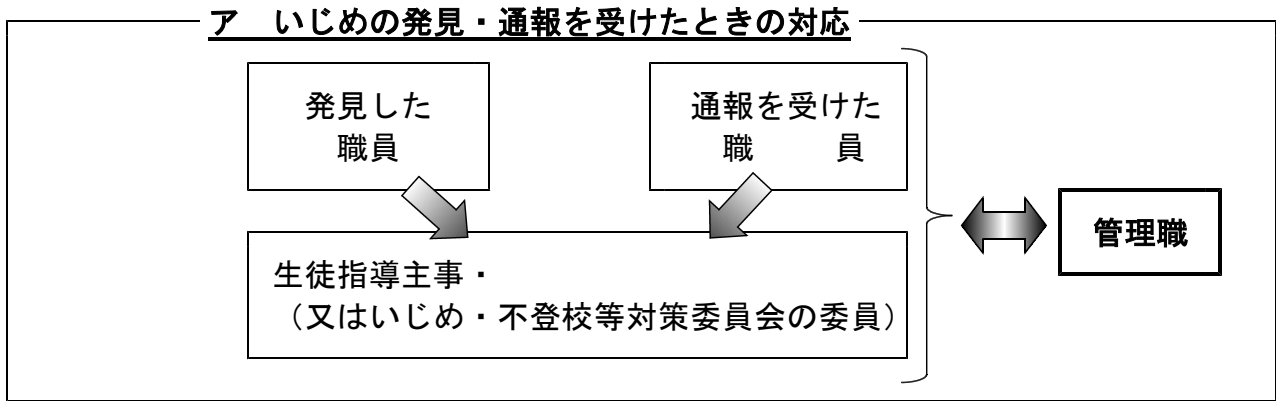 ア　いじめの発見・通報を受けたときの対応
発見した
職員
通報を受けた
職　　員
生徒指導主事・
（又はいじめ・不登校等対策委員会の委員）
管理職